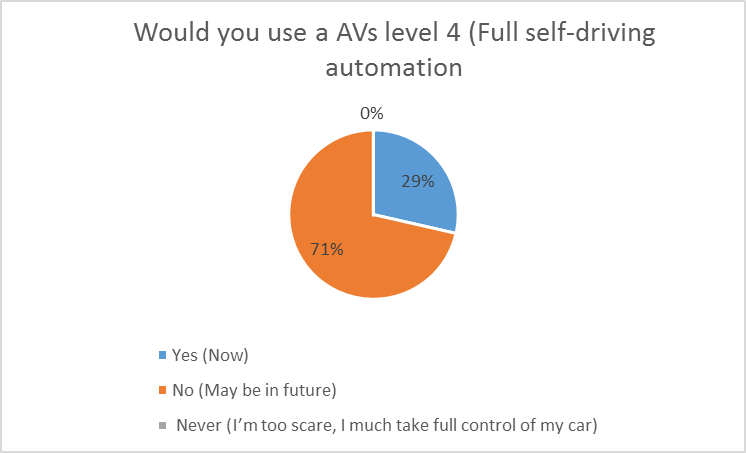 Would you use a AVs level 4 (Full self-driving
automation
0%
29%
71%
Yes (Now)
No (May be in future)
Never (I’m too scare, I much take full control of my car)